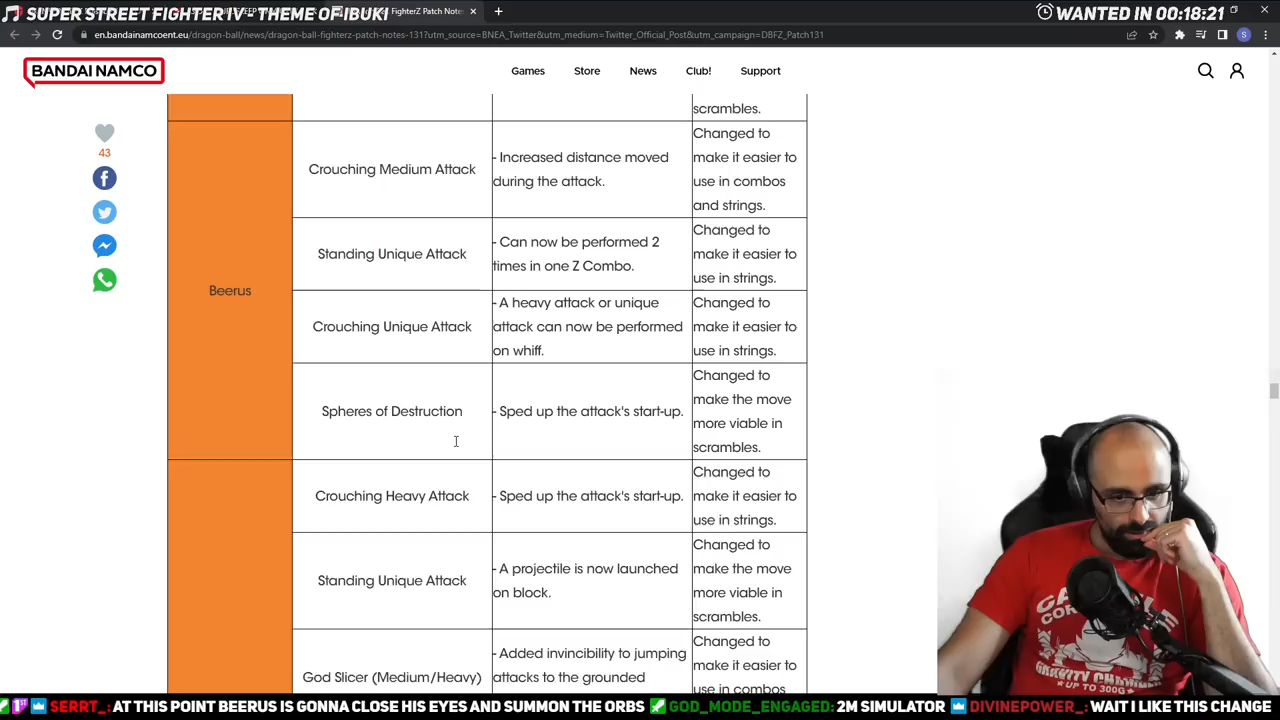 SUPER STREET FIGHTER IV - THEME OF IBUKI
FighterZ Patch Note
WANTED IN 00:18:21
en.bandainamcoent.eu/dragon-ball/news/dragon-ball-fighterz-patch-notes-131?utm_source=BNEA_Twitter&utm_medium=Twitter_Official_Post&utm_campaign=DBFZ_Patch131
S
BANDAI NAMCO
Games
Store
News
Club!
Support
43
scrambles.
Beerus
Crouching Medium Attack
- Increased distance moved
during the attack.
Changed to
make it easier to
use in combos
and strings.
Standing Unique Attack
- Can now be performed 2
times in one Z Combo.
Changed to
make it easier to
use in strings.
Crouching Unique Attack
- A heavy attack or unique
attack can now be performed
on whiff.
Changed to
make it easier to
use in strings.
Spheres of Destruction
- Sped up the attack's start-up.
Changed to
make the move
more viable in
scrambles.
Crouching Heavy Attack
- Sped up the attack's start-up.
Changed to
make it easier to
use in strings.
Standing Unique Attack
- A projectile is now launched
on block.
Changed to
make the move
more viable in
scrambles.
God Slicer (Medium/Heavy)
- Added invincibility to jumping
attacks to the grounded
Changed to
make it easier to
use in combos
SERRT_: AT THIS POINT BEERUS IS GONNA CLOSE HIS EYES AND SUMMON THE ORBS GOD_MODE_ENGAGED: 2M SIMULATOR DIVINEPOWER_: WAIT I LIKE THIS CHANGE